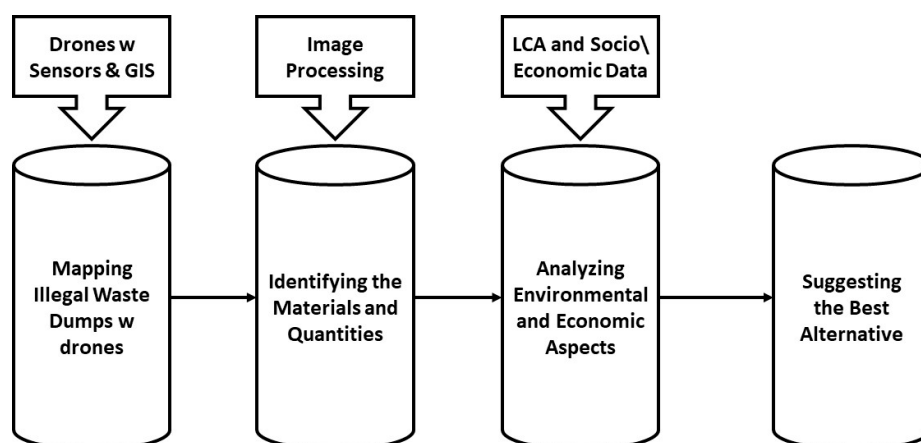 Drones w
Sensors & GIS
Image
Processing
LCA and Socio\
Economic Data
Mapping
Illegal Waste
Dumps w
drones
Identifying the
Materials and
Quantities
Analyzing
Environmental
and Economic
Aspects
Suggesting
the Best
Alternative